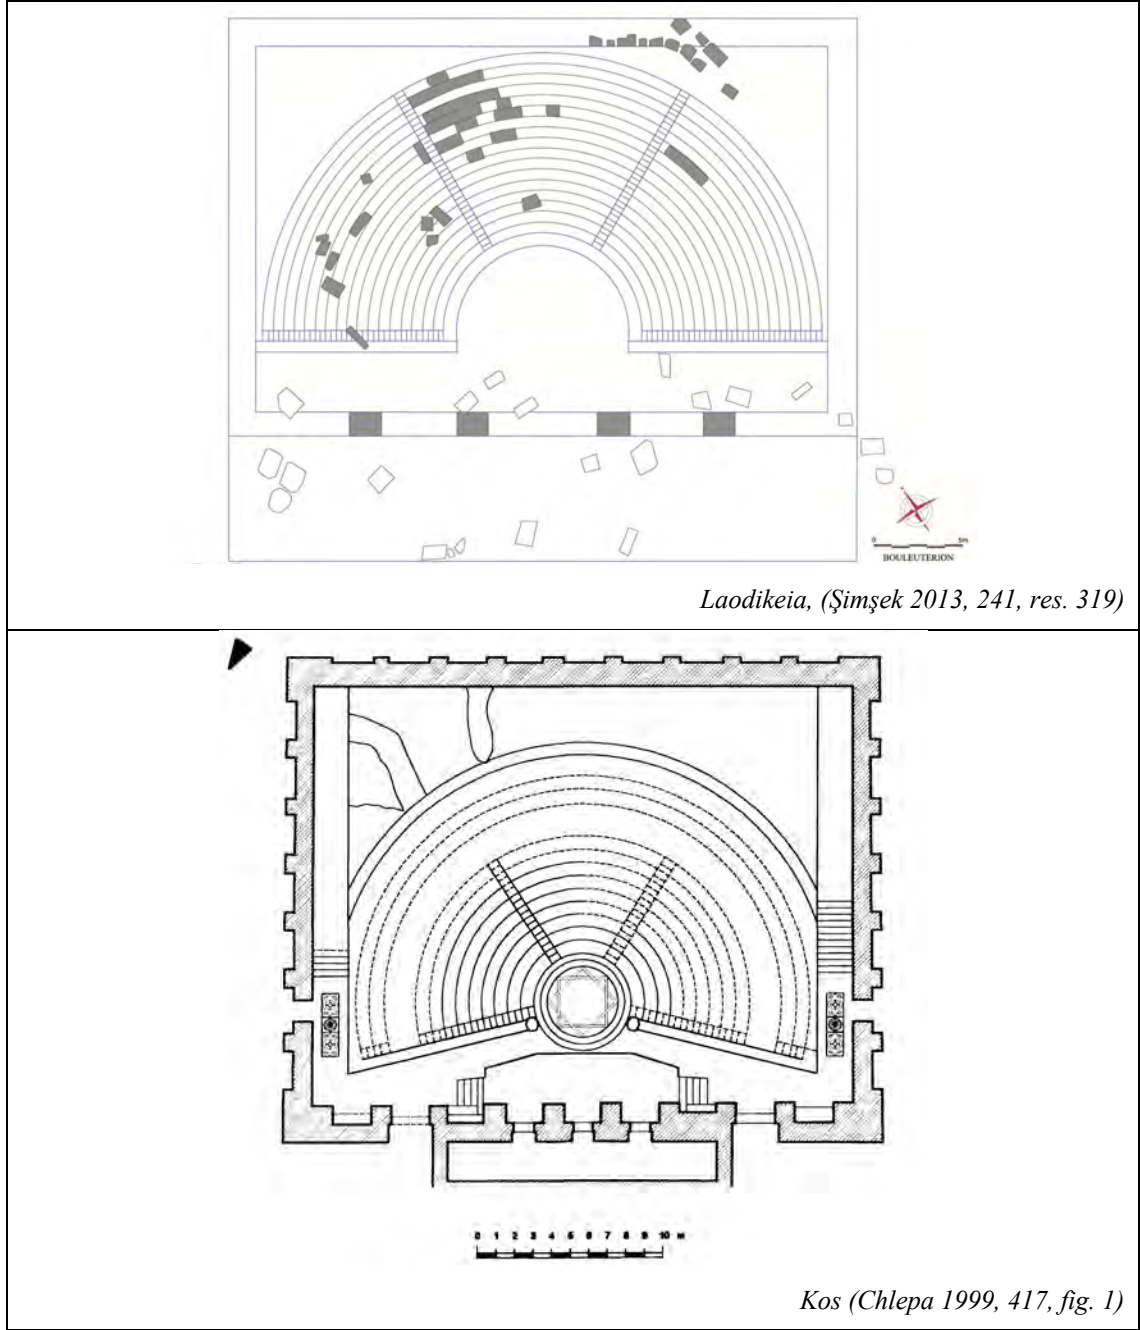 0 5m
BOULEUTERION
Laodikeia, (Şimşek 2013, 241, res. 319)
0 1 2 3 4 5 6 7 8 9 10 M
Kos (Chlepa 1999, 417, fig. 1)